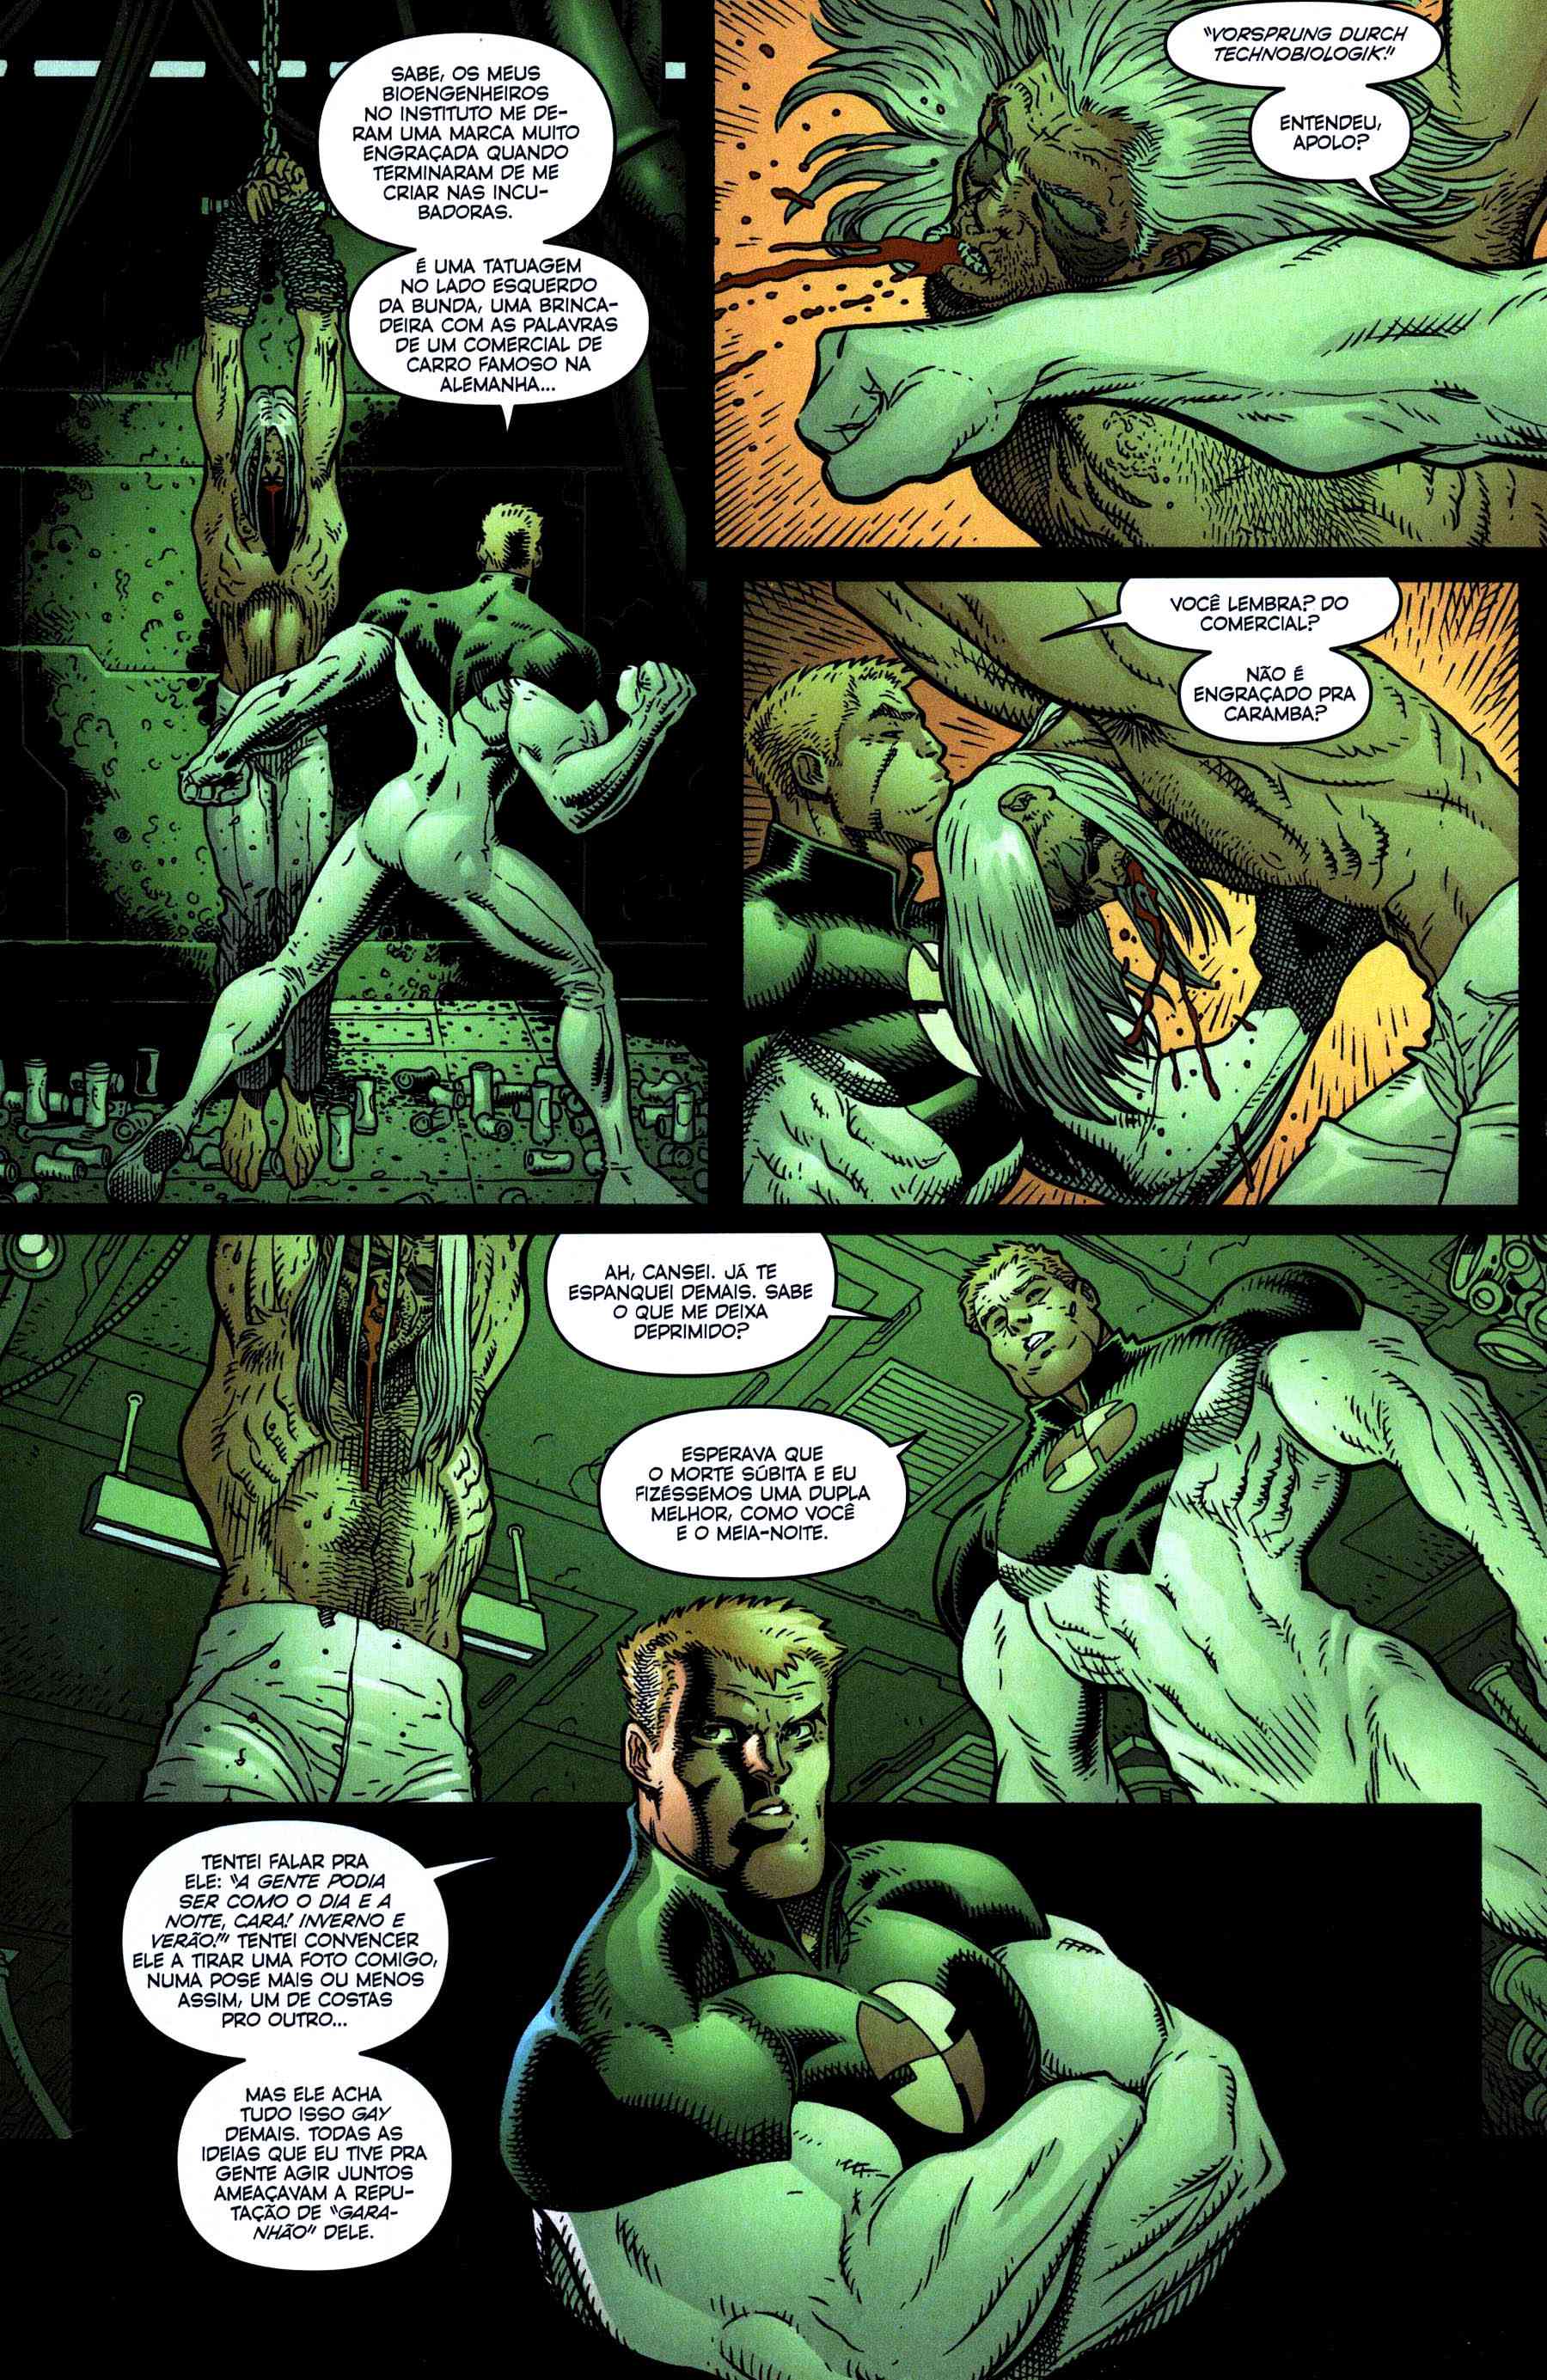 SABE, OS MEUS
BIOENGENHEIROS
NO INSTITUTO ME DE-
RAM UMA MARCA MUITO
ENGRAÇADA QUANDO
TERMINARAM DE ME
CRIAR NAS INCU-
BADORAS.
É UMA TATUAGEM
NO LADO ESQUERDO
DA BUNDA, UMA BRINCA-
DEIRA COM AS PALAVRAS
DE UM COMERCIAL DE
CARRO FAMOSO NA
ALEMANHA...
"VORSPRUNG DURCH
TECHNOBIOLOGIK."
ENTENDEU,
APOLO?
VOCÊ LEMBRA? DO
COMERCIAL?
NÃO É
ENGRAÇADO PRA
CARAMBA?
AH, CANSEI. JÁ TE
ESPANQUEI DEMAIS. SABE
O QUE ME DEIXA
DEPRIMIDO?
ESPERAVA QUE
O MORTE SÚBITA E EU
FIZÉSSEMOS UMA DUPLA
MELHOR, COMO VOCÊ
E O MEIA-NOITE.
TENTEI FALAR PRA
ELE: "A GENTE PODIA
SER COMO O DIA E A
NOITE, CARA! INVERNO E
VERÃO!" TENTEI CONVENCER
ELE A TIRAR UMA FOTO COMIGO,
NUMA POSE MAIS OU MENOS
ASSIM, UM DE COSTAS
PRO OUTRO...
MAS ELE ACHA
TUDO ISSO GAY
DEMAIS. TODAS AS
IDEIAS QUE EU TIVE PRA
GENTE AGIR JUNTOS
AMEAÇAVAM A REPU-
TAÇÃO DE "GARA-
NHÃO" DELE.